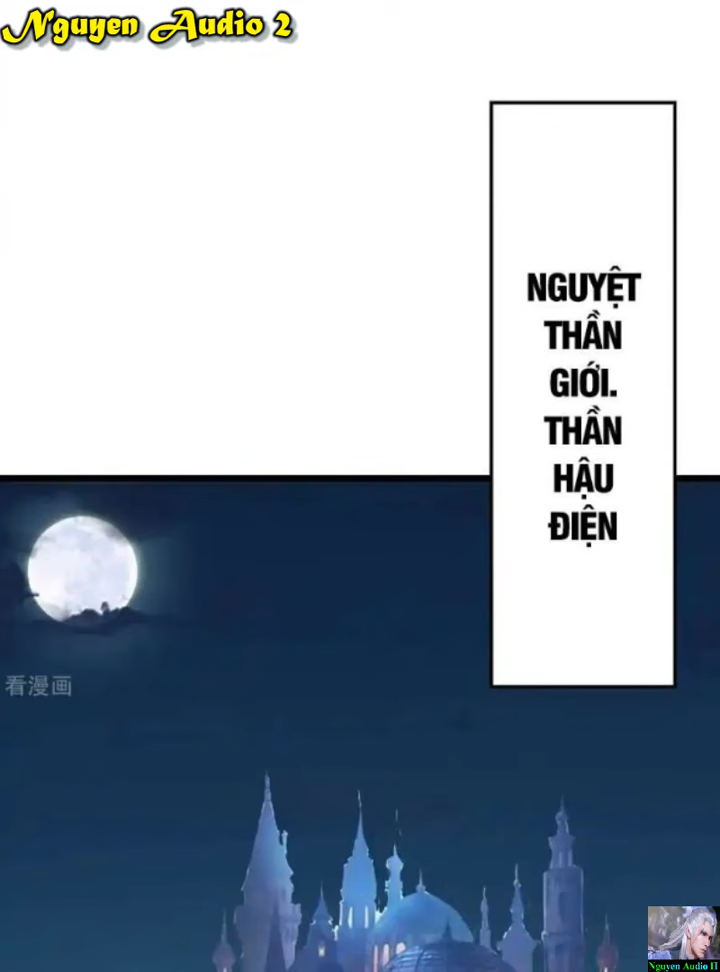 Nguyen Audio 2
NGUYỆT
THẦN
GIỚI.
THẦN
HẬU
ĐIỆN
看漫画
Nguyen Audio II